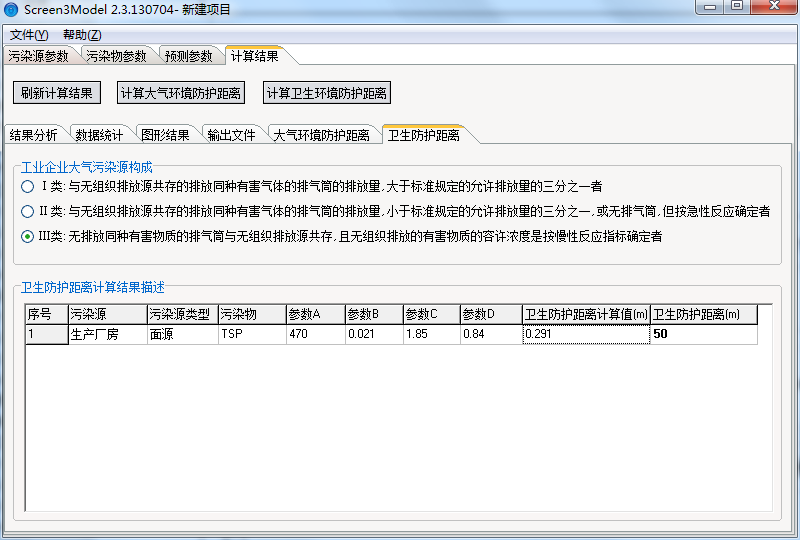 Screen3Model 2.3.130704- 新建项目
文件(Y) 帮助(Z)
污染源参数 污染物参数 预测参数 计算结果
刷新计算结果 计算大气环境防护距离 计算卫生环境防护距离
结果分析 数据统计 图形结果 输出文件 大气环境防护距离 卫生防护距离
工业企业大气污染源构成
I 类: 与无组织排放源共存的排放同种有害气体的排气筒的排放量, 大于标准规定的允许排放量的三分之一者
II 类: 与无组织排放源共存的排放同种有害气体的排气筒的排放量, 小于标准规定的允许排放量的三分之一, 或无排气筒, 但按急性反应确定者
III类: 无排放同种有害物质的排气筒与无组织排放源共存, 且无组织排放的有害物质的容许浓度是按慢性反应指标确定者
卫生防护距离计算结果描述
序号 污染源 污染源类型 污染物 参数A 参数B 参数C 参数D 卫生防护距离计算值(m) 卫生防护距离(m)
1 生产厂房 面源 TSP 470 0.021 1.85 0.84 0.291 50